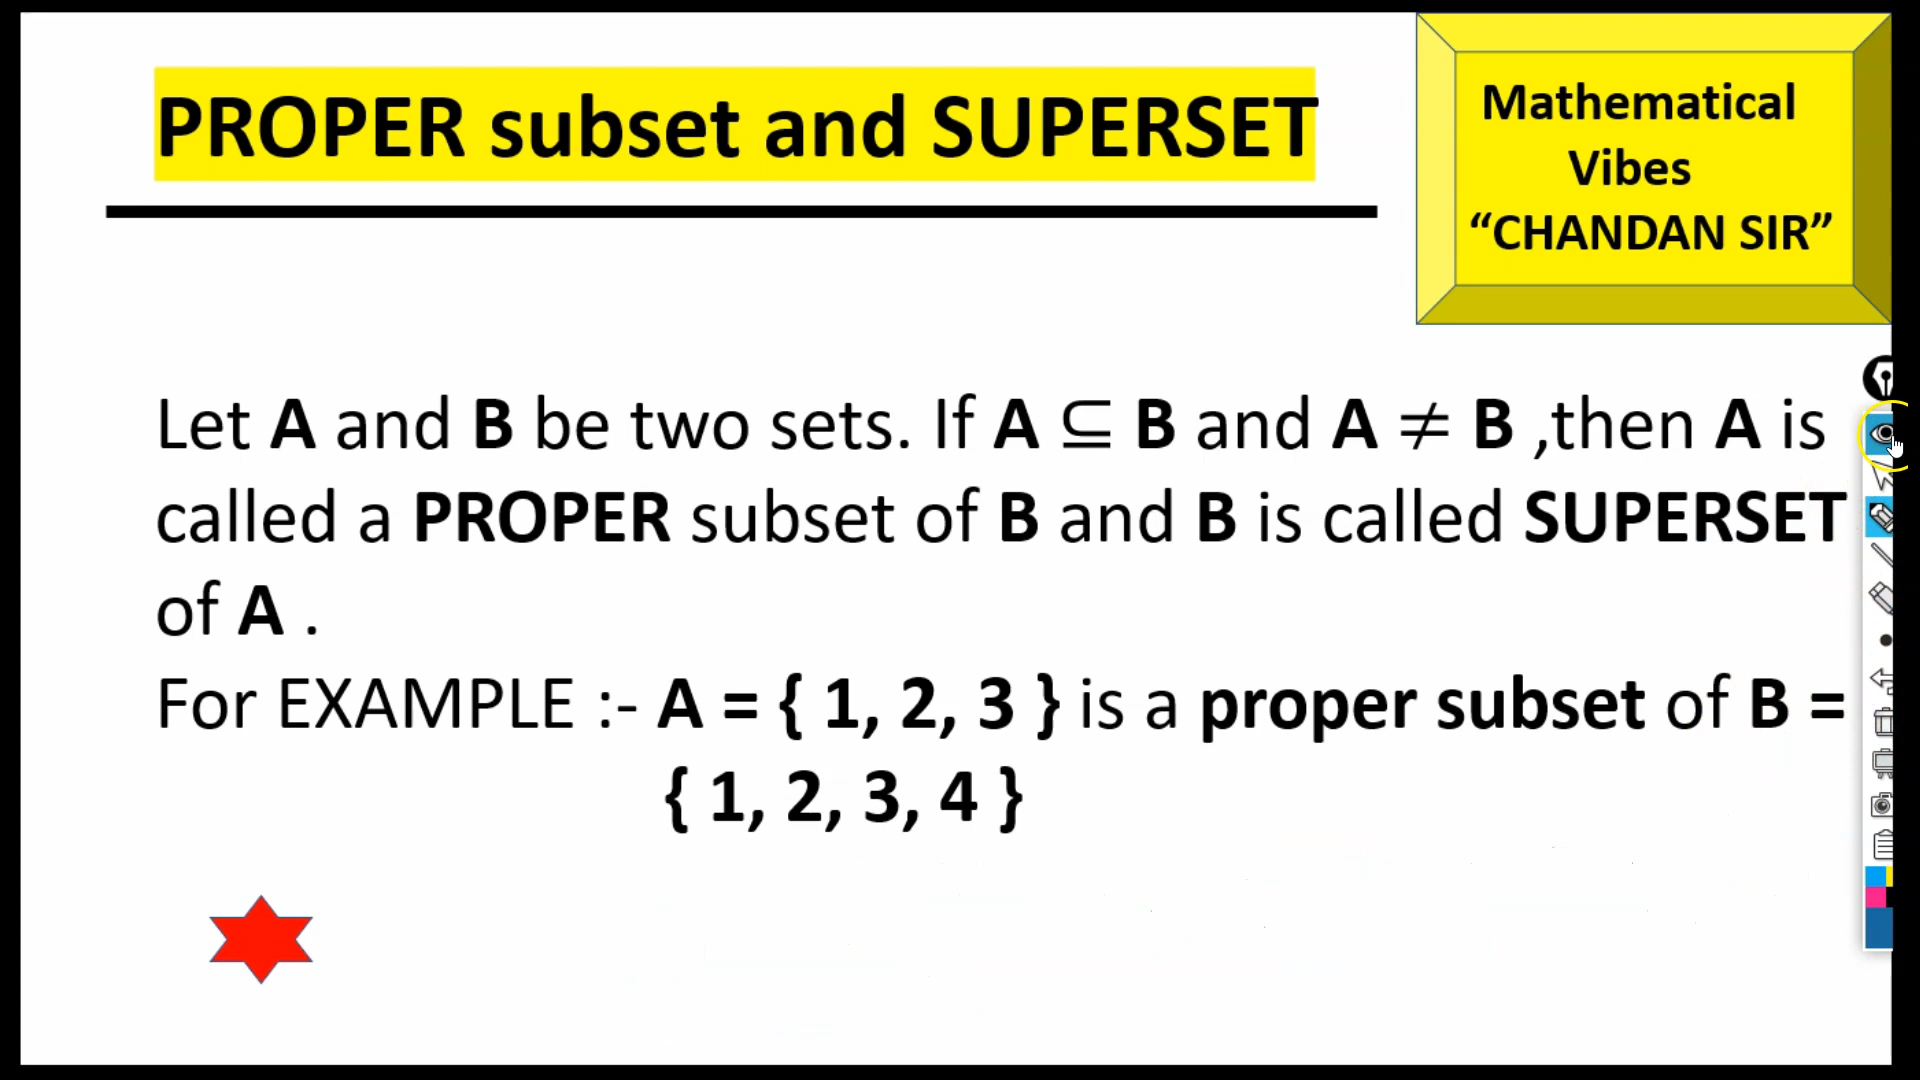 PROPER subset and SUPERSET
Mathematical
Vibes
“CHANDAN SIR”
Let A and B be two sets. If A ⊆ B and A ≠ B ,then A is
called a PROPER subset of B and B is called SUPERSET
of A .
For EXAMPLE :- A = { 1, 2, 3 } is a proper subset of B =
{ 1, 2, 3, 4 }